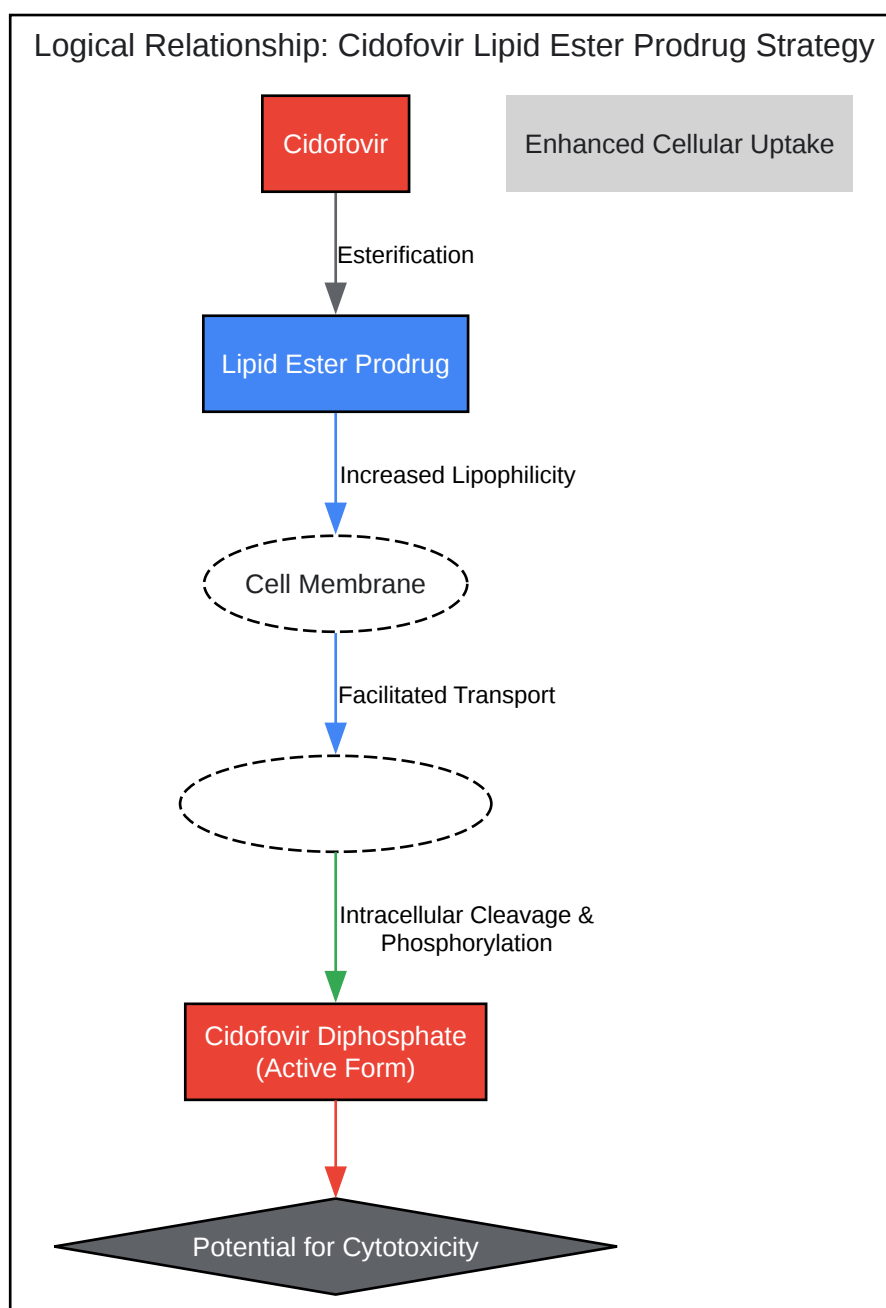 Logical Relationship: Cidofovir Lipid Ester Prodrug Strategy
Cidofovir
Enhanced Cellular Uptake
Esterification
Lipid Ester Prodrug
Increased Lipophilicity
Cell Membrane
Facilitated Transport
Intracellular Cleavage &
Phosphorylation
Cidofovir Diphosphate
(Active Form)
Potential for Cytotoxicity